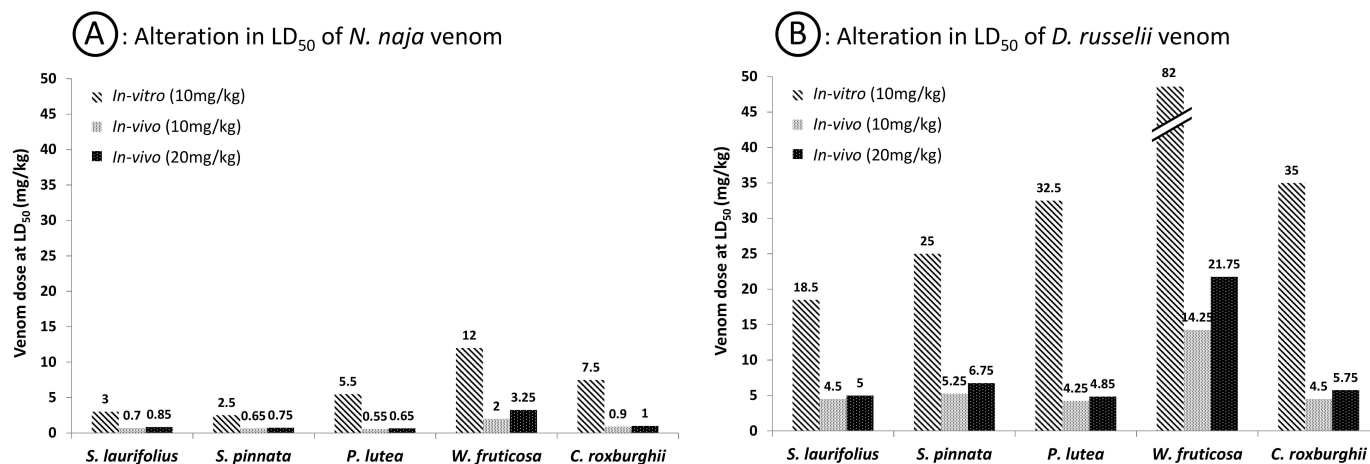 A : Alteration in LD50 of N. naja venom
Venom dose at LD50 (mg/kg)
50
45
40
35
30
25
20
15
10
5
0
In-vitro (10mg/kg)
In-vivo (10mg/kg)
In-vivo (20mg/kg)
3 0.7 0.85
2.5 0.65 0.75
5.5 0.55 0.65
12 2 3.25
7.5 0.9 1
S. laurifolius S. pinnata P. lutea W. fruticosa C. roxburghii
B : Alteration in LD50 of D. russelii venom
Venom dose at LD50 (mg/kg)
50
45
40
35
30
25
20
15
10
5
0
In-vitro (10mg/kg)
In-vivo (10mg/kg)
In-vivo (20mg/kg)
18.5 4.5 5
25 5.25 6.75
32.5 4.25 4.85
82 14.25 21.75
35 4.5 5.75
S. laurifolius S. pinnata P. lutea W. fruticosa C. roxburghii